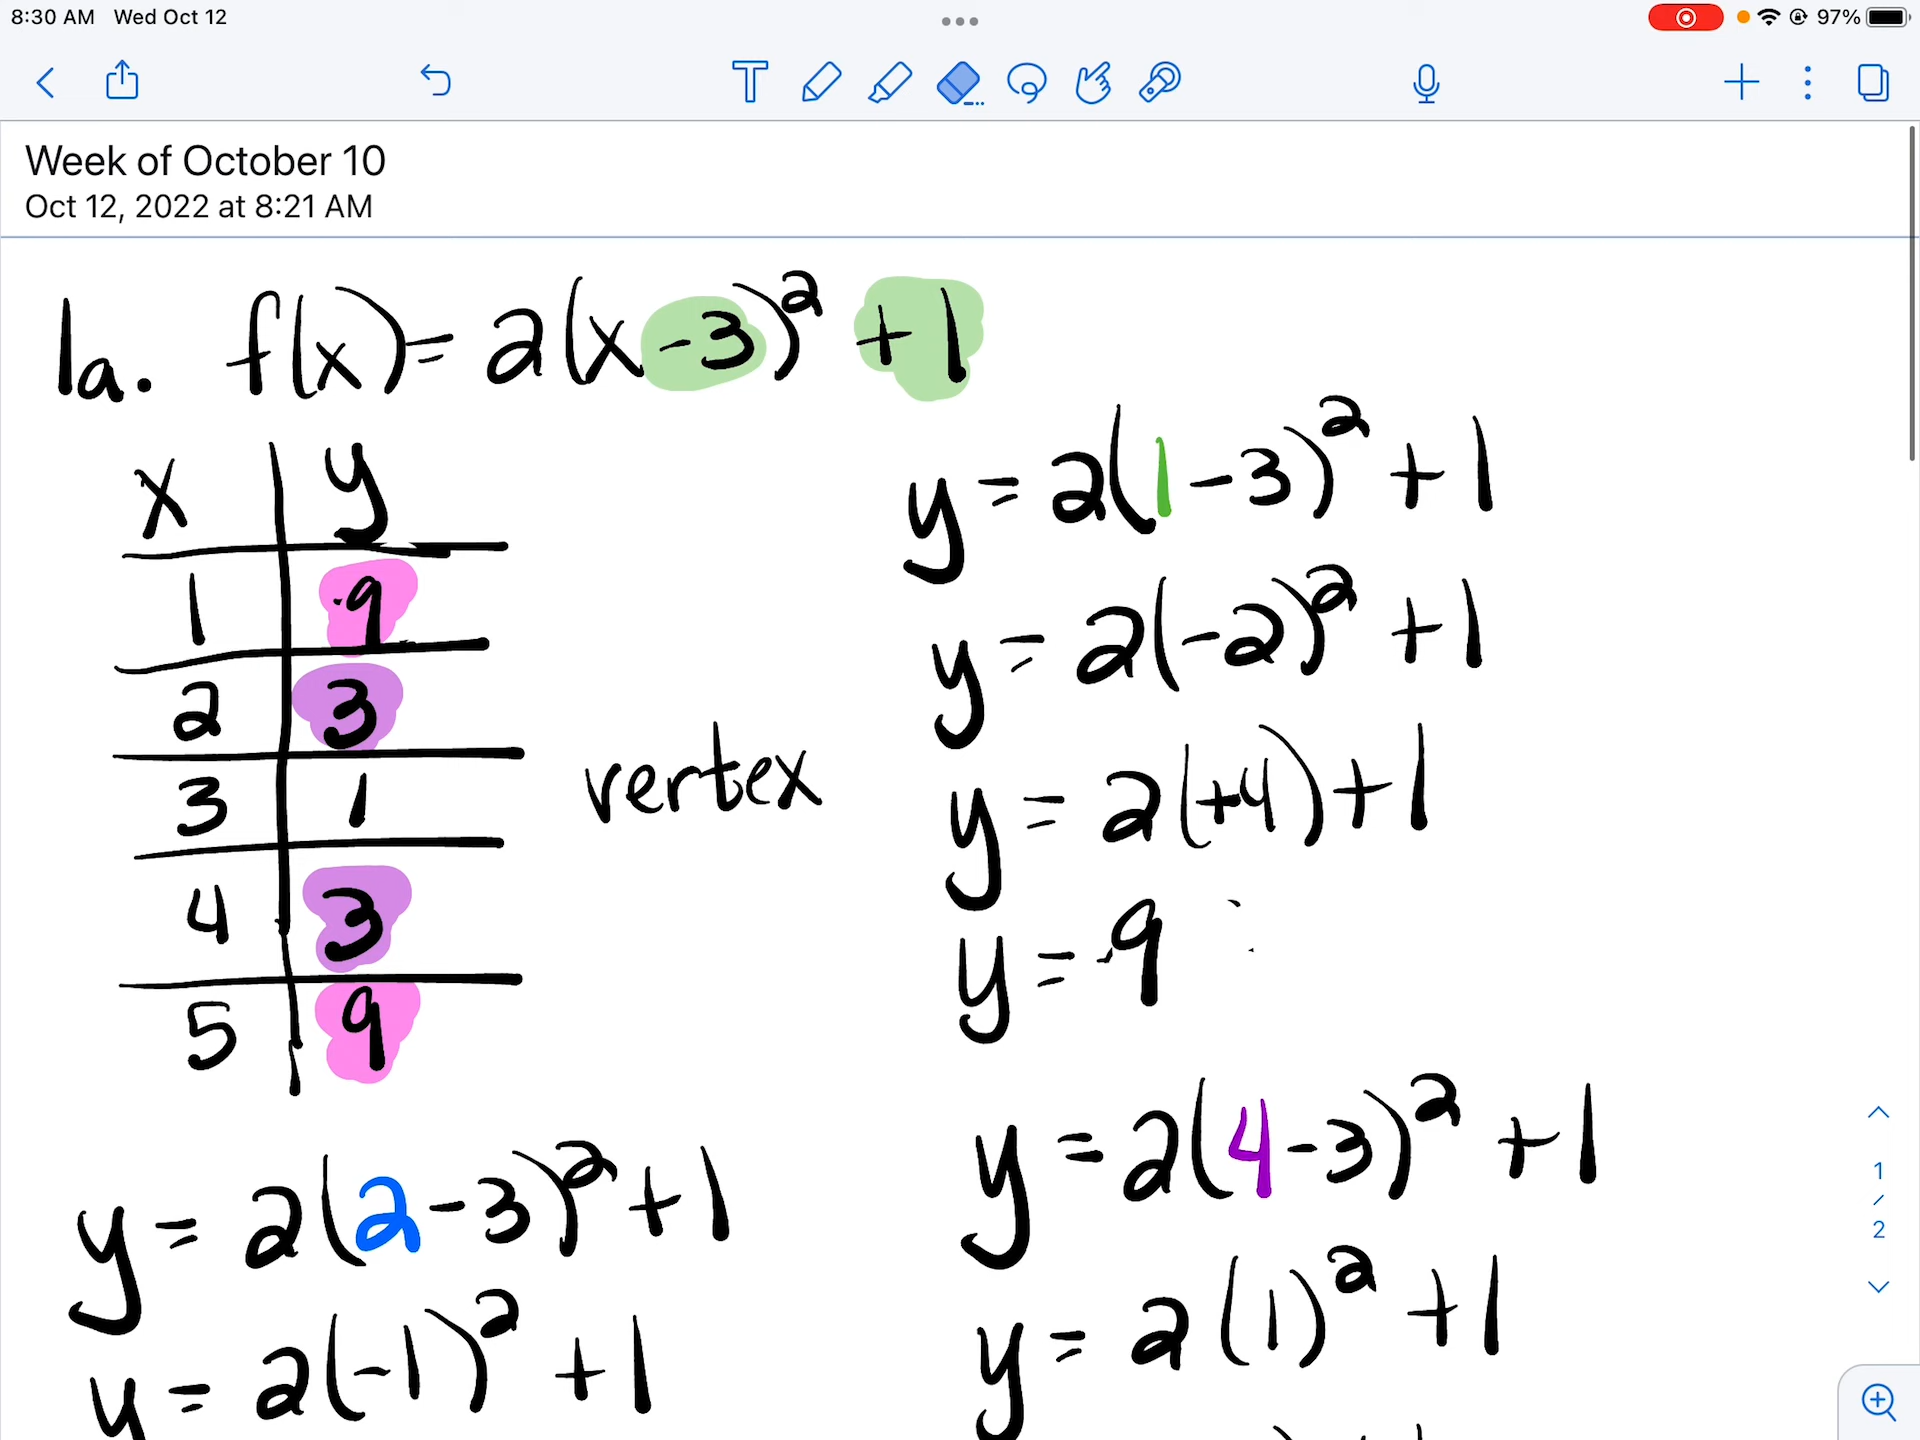 8:30 AM Wed Oct 12
97%
T
Week of October 10
Oct 12, 2022 at 8:21 AM
1a. f(x) = 2(x-3)² +1
x y
1 9
2 3
3 1 vertex
4 3
5 9
y = 2(1-3)² +1
y = 2(-2)² +1
y = 2(+4)+1
y = 9
y = 2(2-3)² +1
y = 2(-1)² +1
y = 2(4-3)² +1
y = 2(1)² +1
1
/
2